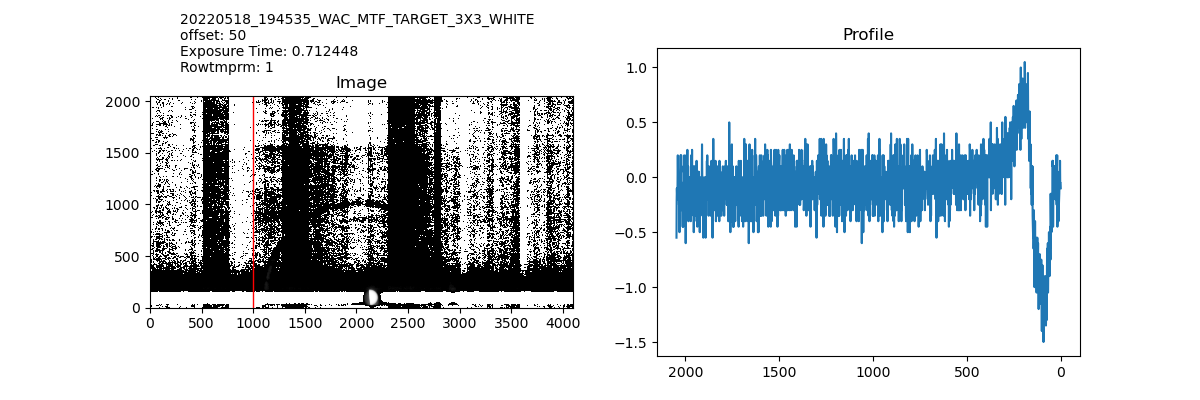 20220518_194535_WAC_MTF_TARGET_3X3_WHITE
offset: 50
Exposure Time: 0.712448
Rowtmprm: 1
Image
2000
1500
1000
500
0
0 500 1000 1500 2000 2500 3000 3500 4000
Profile
1.0
0.5
0.0
−0.5
−1.0
−1.5
2000 1500 1000 500 0